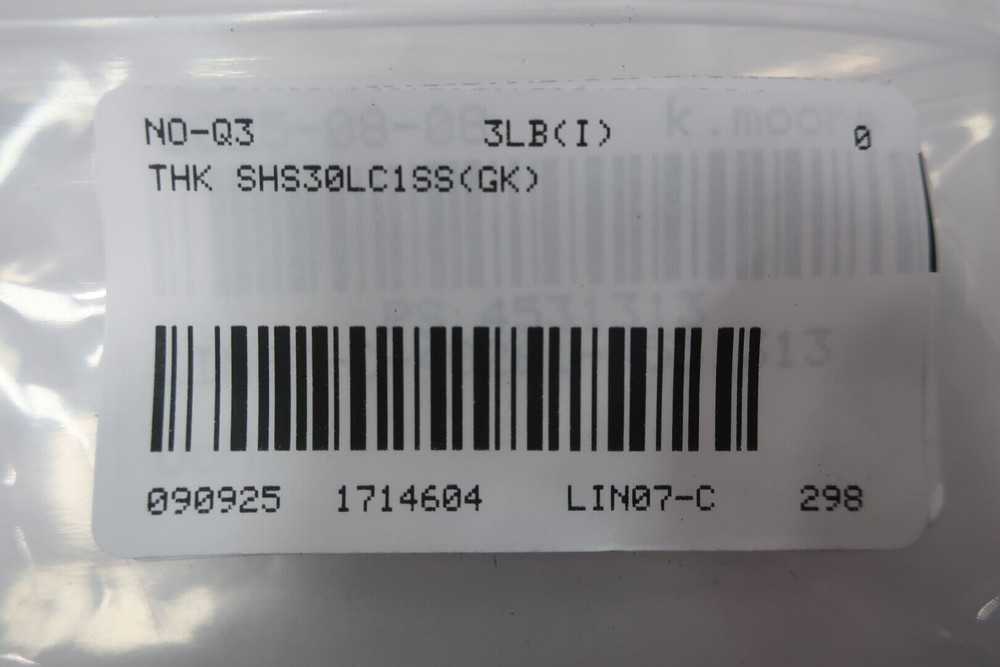 NO-Q3 3LB(I) 0
THK SHS30LC1SS(GK)
090925 1714604 LIN07-C 298